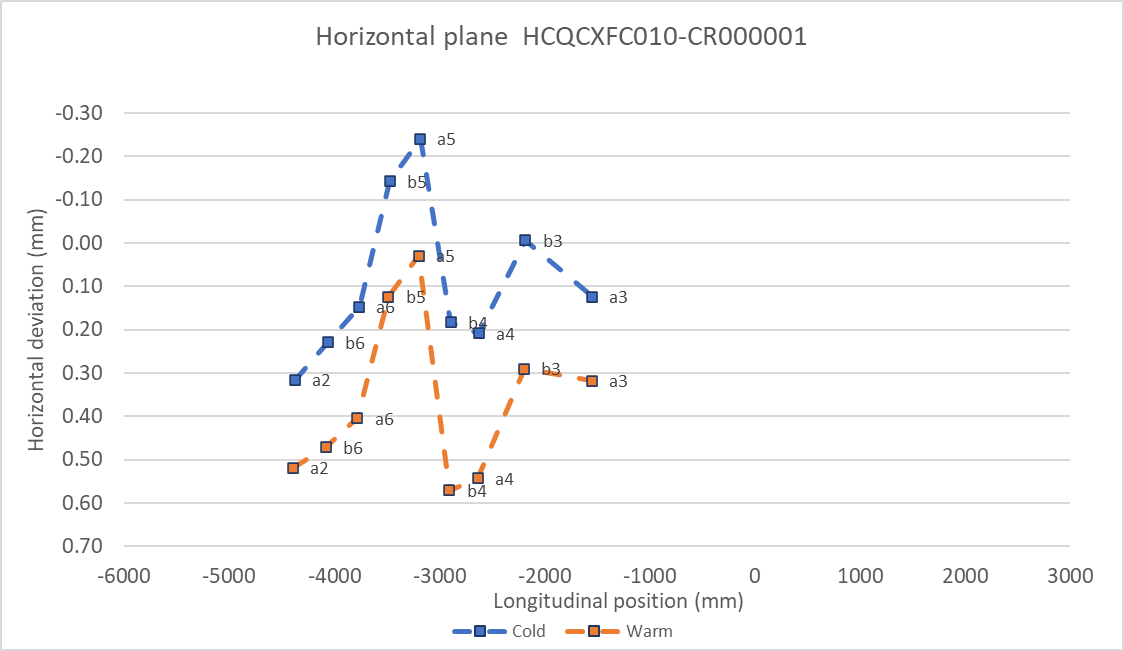 Horizontal plane  HCQCXFC010-CR000001
-0.30
-0.20
-0.10
0.00
0.10
0.20
0.30
0.40
0.50
0.60
0.70
Horizontal deviation (mm)
a5
b5
b3
a6
b4
a4
a3
b6
a2
a5
b5
b3
a3
a6
b6
a2
a4
b4
-6000 -5000 -4000 -3000 -2000 -1000 0 1000 2000 3000
Longitudinal position (mm)
Cold Warm